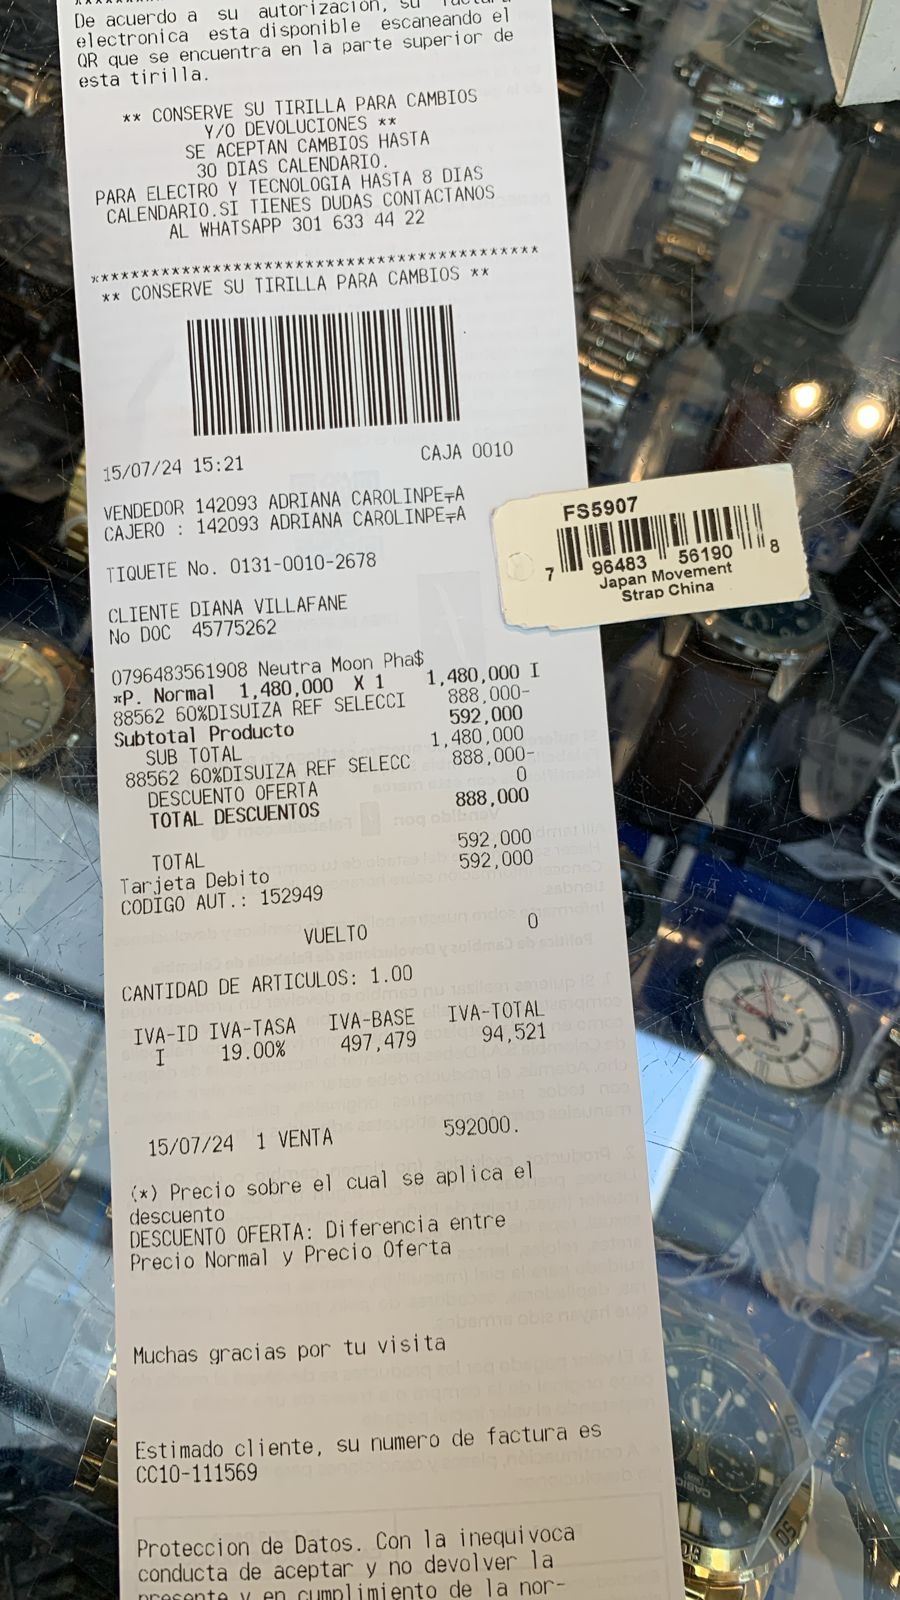 De acuerdo a su autorizacion, su factura
electronica esta disponible escaneando el
QR que se encuentra en la parte superior de
esta tirilla.
** CONSERVE SU TIRILLA PARA CAMBIOS
Y/O DEVOLUCIONES **
SE ACEPTAN CAMBIOS HASTA
30 DIAS CALENDARIO.
PARA ELECTRO Y TECNOLOGIA HASTA 8 DIAS
CALENDARIO.SI TIENES DUDAS CONTACTANOS
AL WHATSAPP 301 633 44 22
********************************************
** CONSERVE SU TIRILLA PARA CAMBIOS **
15/07/24 15:21 CAJA 0010
VENDEDOR 142093 ADRIANA CAROLINPE╤A
CAJERO : 142093 ADRIANA CAROLINPE╤A
TIQUETE No. 0131-0010-2678
CLIENTE DIANA VILLAFANE
No DOC 45775262
0796483561908 Neutra Moon Pha$
*P. Normal 1,480,000 X 1 1,480,000 I
88562 60%DISUIZA REF SELECCI 888,000-
Subtotal Producto 592,000
SUB TOTAL 1,480,000
88562 60%DISUIZA REF SELECC 888,000-
DESCUENTO OFERTA 0
TOTAL DESCUENTOS 888,000
TOTAL 592,000
Tarjeta Debito 592,000
CODIGO AUT.: 152949
VUELTO 0
CANTIDAD DE ARTICULOS: 1.00
IVA-ID IVA-TASA IVA-BASE IVA-TOTAL
I 19.00% 497,479 94,521
15/07/24 1 VENTA 592000.
(*) Precio sobre el cual se aplica el
descuento
DESCUENTO OFERTA: Diferencia entre
Precio Normal y Precio Oferta
Muchas gracias por tu visita
Estimado cliente, su numero de factura es
CC10-111569
Proteccion de Datos. Con la inequivoca
conducta de aceptar y no devolver la
presente y en cumplimiento de la nor-
FS5907
7 96483 56190 8
Japan Movement
Strap China
CASIO